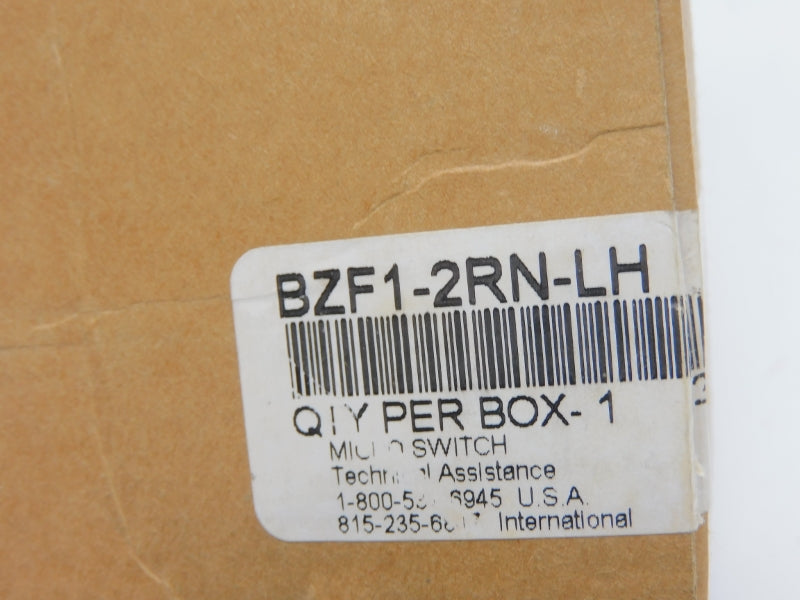 BZF1-2RN-LH
QTY PER BOX- 1
MICRO SWITCH
Technical Assistance
U.S.A.
International